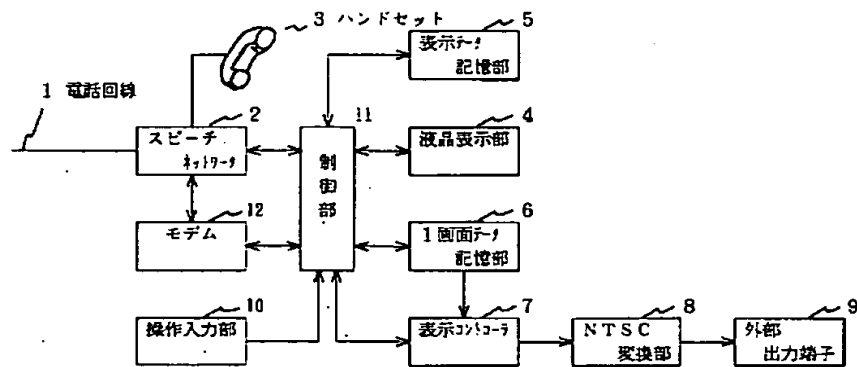 3 ハンドセット
5
表示データ
記憶部
1 電話回線
2
スピーチ
ネットワーク
11
制
御
部
4
液晶表示部
12
モデム
6
1画面データ
記憶部
10
操作入力部
7
表示コントローラ
8
NTSC
変換部
9
外部
出力端子